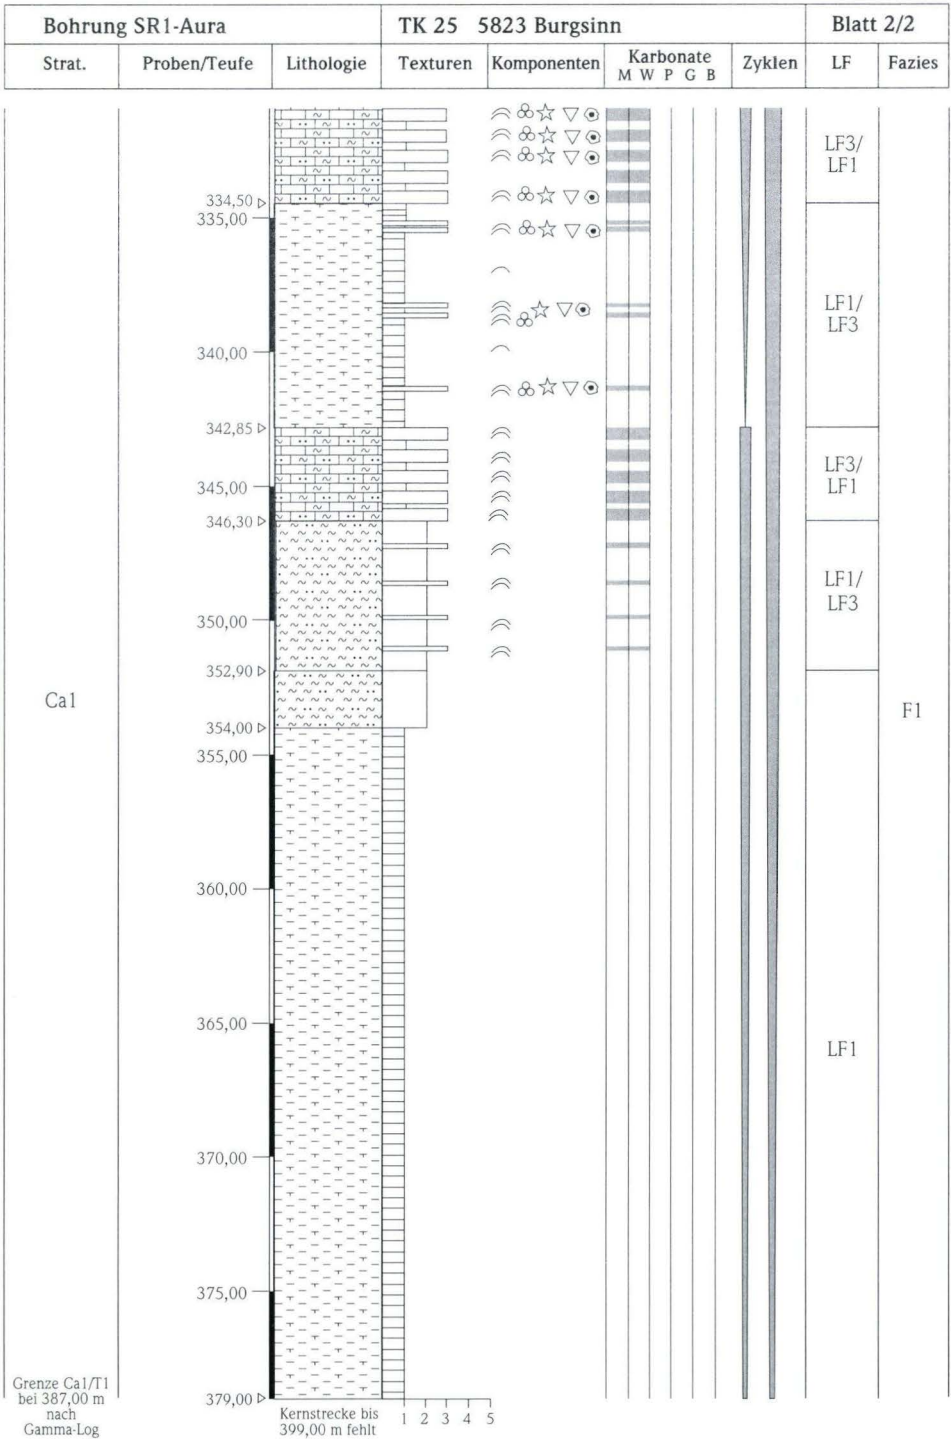 Bohrung SR1-Aura TK 25 5823 Burgsinn Blatt 2/2
Strat. Proben/Teufe Lithologie Texturen Komponenten Karbonate Zyklen LF Fazies
M W P G B
LF3/
LF1
334,50
335,00
LF1/
LF3
340,00
342,85
LF3/
LF1
345,00
346,30
LF1/
LF3
350,00
352,90
Ca1
F1
354,00
355,00
360,00
365,00
LF1
370,00
375,00
379,00
Grenze Ca1/T1
bei 387,00 m
nach
Gamma-Log
Kernstrecke bis
399,00 m fehlt
1 2 3 4 5